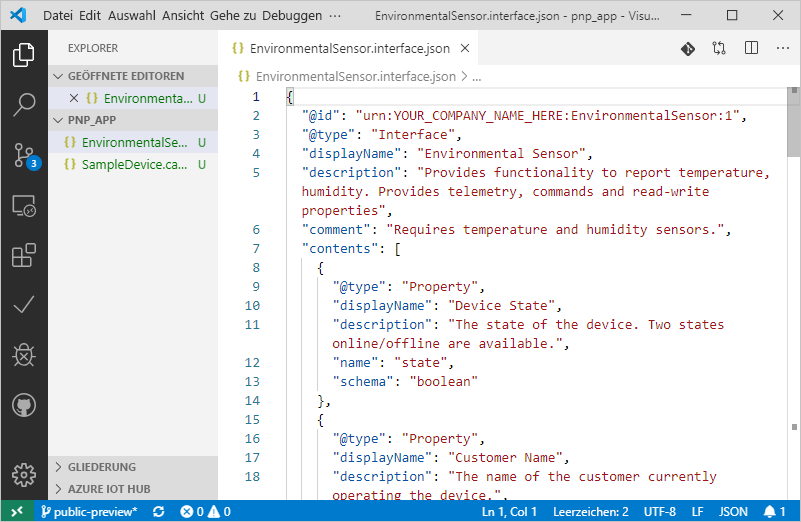 Datei Edit Auswahl Ansicht Gehe zu Debuggen ··· EnvironmentalSensor.interface.json - pnp_app - Visu...
EXPLORER
GEÖFFNETE EDITOREN
{} Environmenta... U
PNP_APP
{} EnvironmentalSe... U
{} SampleDevice.ca... U
3
GLIEDERUNG
AZURE IOT HUB
{} EnvironmentalSensor.interface.json
{} EnvironmentalSensor.interface.json > ...
1 {
2 "@id": "urn:YOUR_COMPANY_NAME_HERE:EnvironmentalSensor:1",
3 "@type": "Interface",
4 "displayName": "Environmental Sensor",
5 "description": "Provides functionality to report temperature,
humidity. Provides telemetry, commands and read-write
properties",
6 "comment": "Requires temperature and humidity sensors.",
7 "contents": [
8 {
9 "@type": "Property",
10 "displayName": "Device State",
11 "description": "The state of the device. Two states
online/offline are available.",
12 "name": "state",
13 "schema": "boolean"
14 },
15 {
16 "@type": "Property",
17 "displayName": "Customer Name",
18 "description": "The name of the customer currently
operating the device.",
public-preview* 0 0 Ln 1, Col 1 Leerzeichen: 2 UTF-8 LF JSON 1